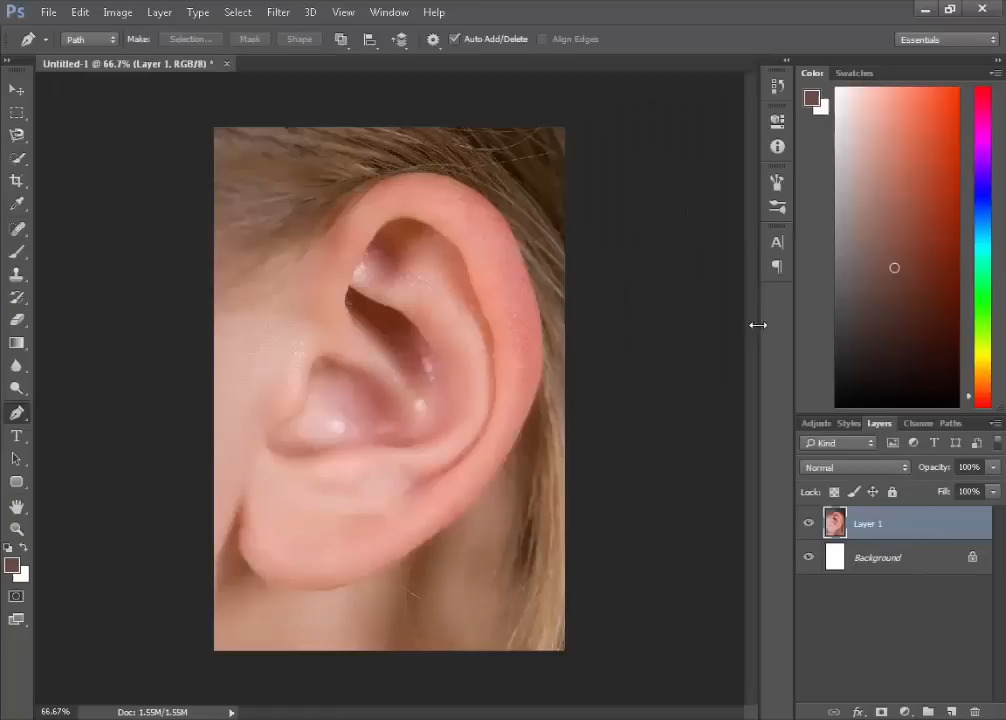 Ps File Edit Image Layer Type Select Filter 3D View Window Help
Path Make: Selection... Mask Shape Auto Add/Delete Align Edges Essentials
Untitled-1 @ 66.7% (Layer 1, RGB/8) *
Color Swatches
Adjust Styles Layers Channe Paths
Kind
Normal Opacity: 100%
Lock: Fill: 100%
Layer 1
Background
66.67% Doc: 1.55M/1.55M